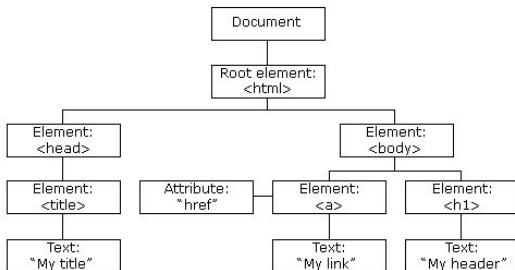 Document
Root element:
<html>
Element:
<head>
Element:
<body>
Element:
<title>
Attribute:
“href”
Element:
<a>
Element:
<h1>
Text:
“My title”
Text:
“My link”
Text:
“My header”